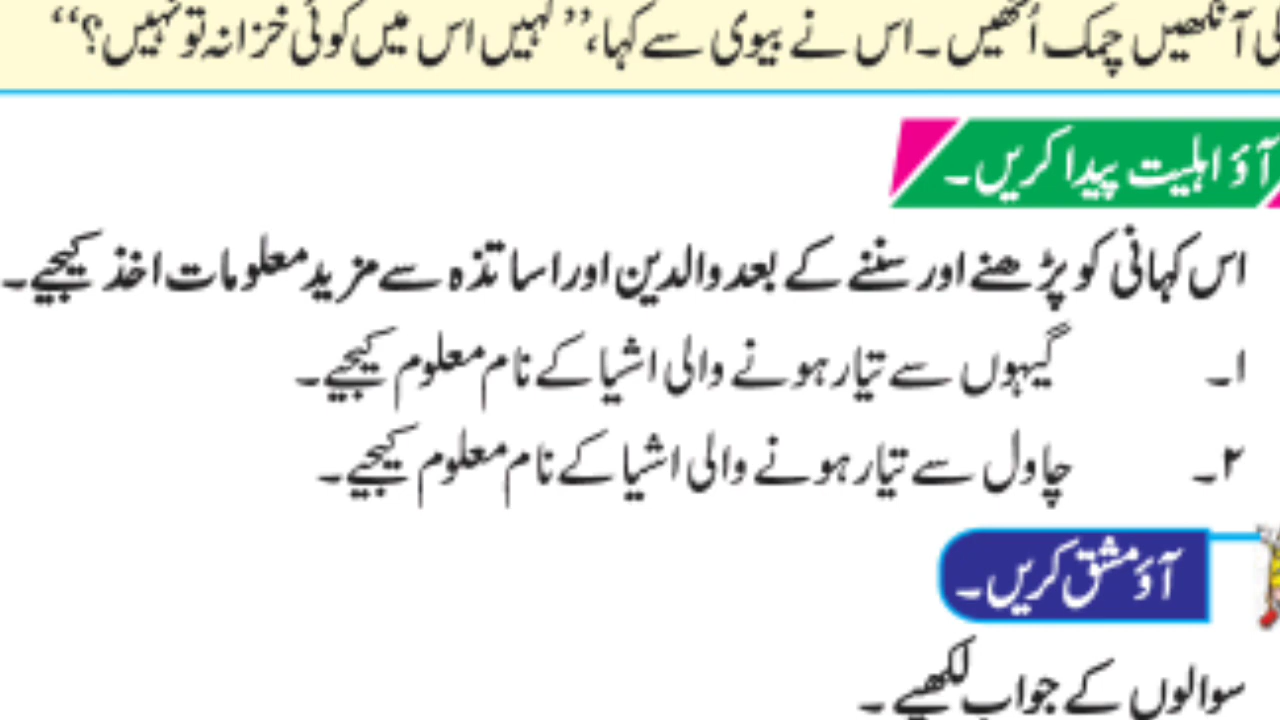 کی آنکھیں چمک اُٹھیں۔ اس نے بیوی سے کہا، ”کہیں اس میں کوئی خزانہ تو نہیں؟“
آؤ اہلیت پیدا کریں۔
اس کہانی کو پڑھنے اور سننے کے بعد والدین اور اساتذہ سے مزید معلومات اخذ کیجیے۔
۱۔ گیہوں سے تیار ہونے والی اشیا کے نام معلوم کیجیے۔
۲۔ چاول سے تیار ہونے والی اشیا کے نام معلوم کیجیے۔
آؤ مشق کریں۔
سوالوں کے جواب لکھیے۔